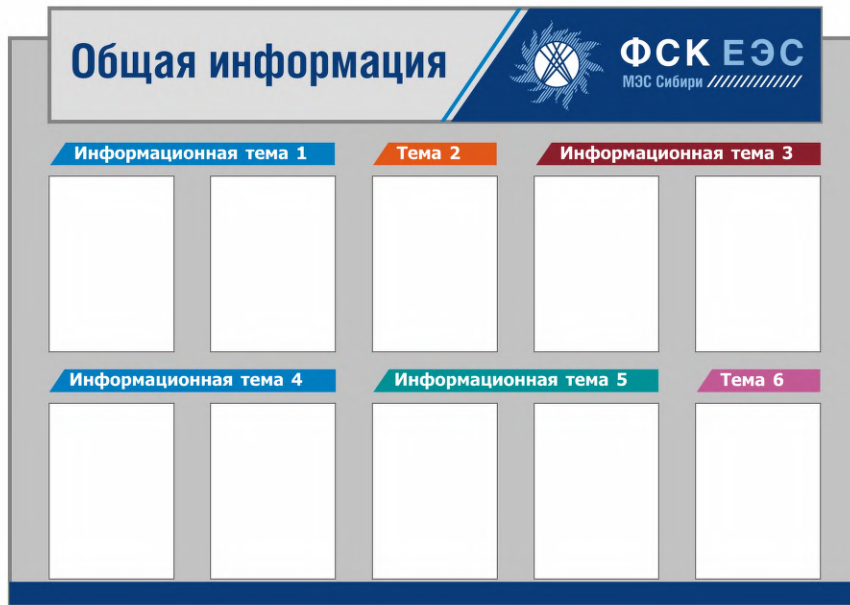 Общая информация
ФСК ЕЭС
МЭС Сибири
Информационная тема 1
Тема 2
Информационная тема 3
Информационная тема 4
Информационная тема 5
Тема 6